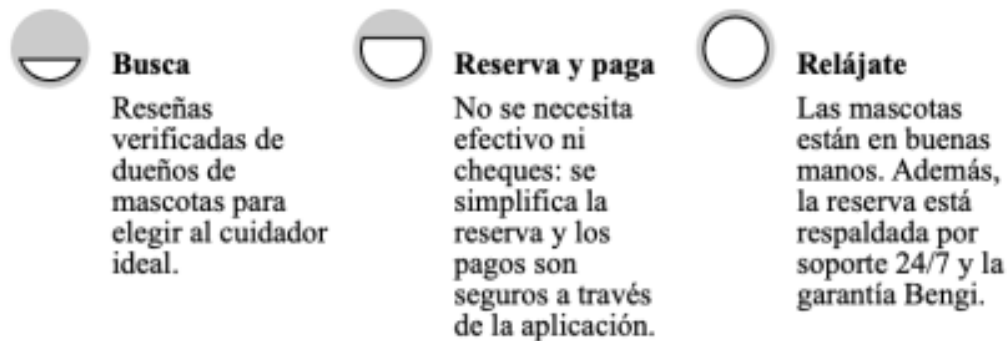 Busca
Reseñas
verificadas de
dueños de
mascotas para
elegir al cuidador
ideal.
Reserva y paga
No se necesita
efectivo ni
cheques: se
simplifica la
reserva y los
pagos son
seguros a través
de la aplicación.
Relájate
Las mascotas
están en buenas
manos. Además,
la reserva está
respaldada por
soporte 24/7 y la
garantía Bengi.